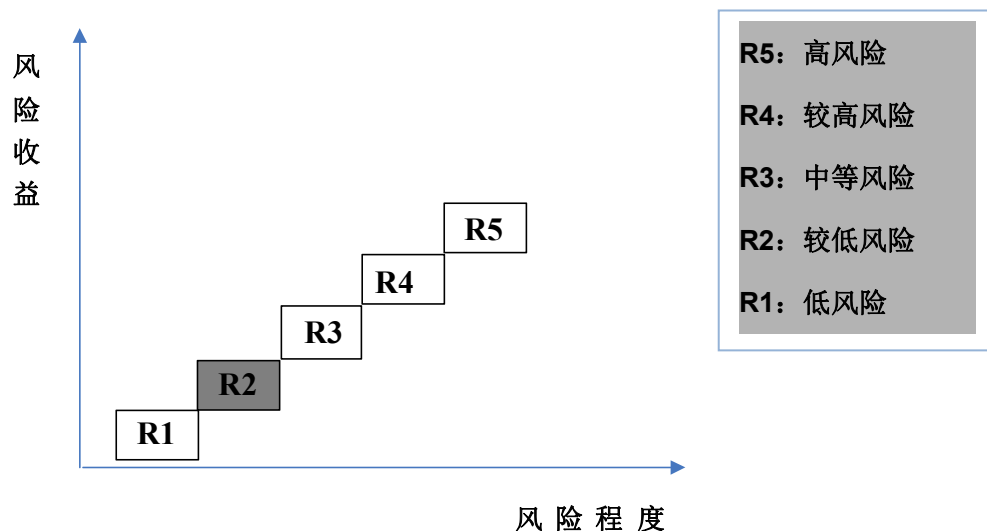 风险收益
R5
R4
R3
R2
R1
风险程度
R5：高风险
R4：较高风险
R3：中等风险
R2：较低风险
R1：低风险